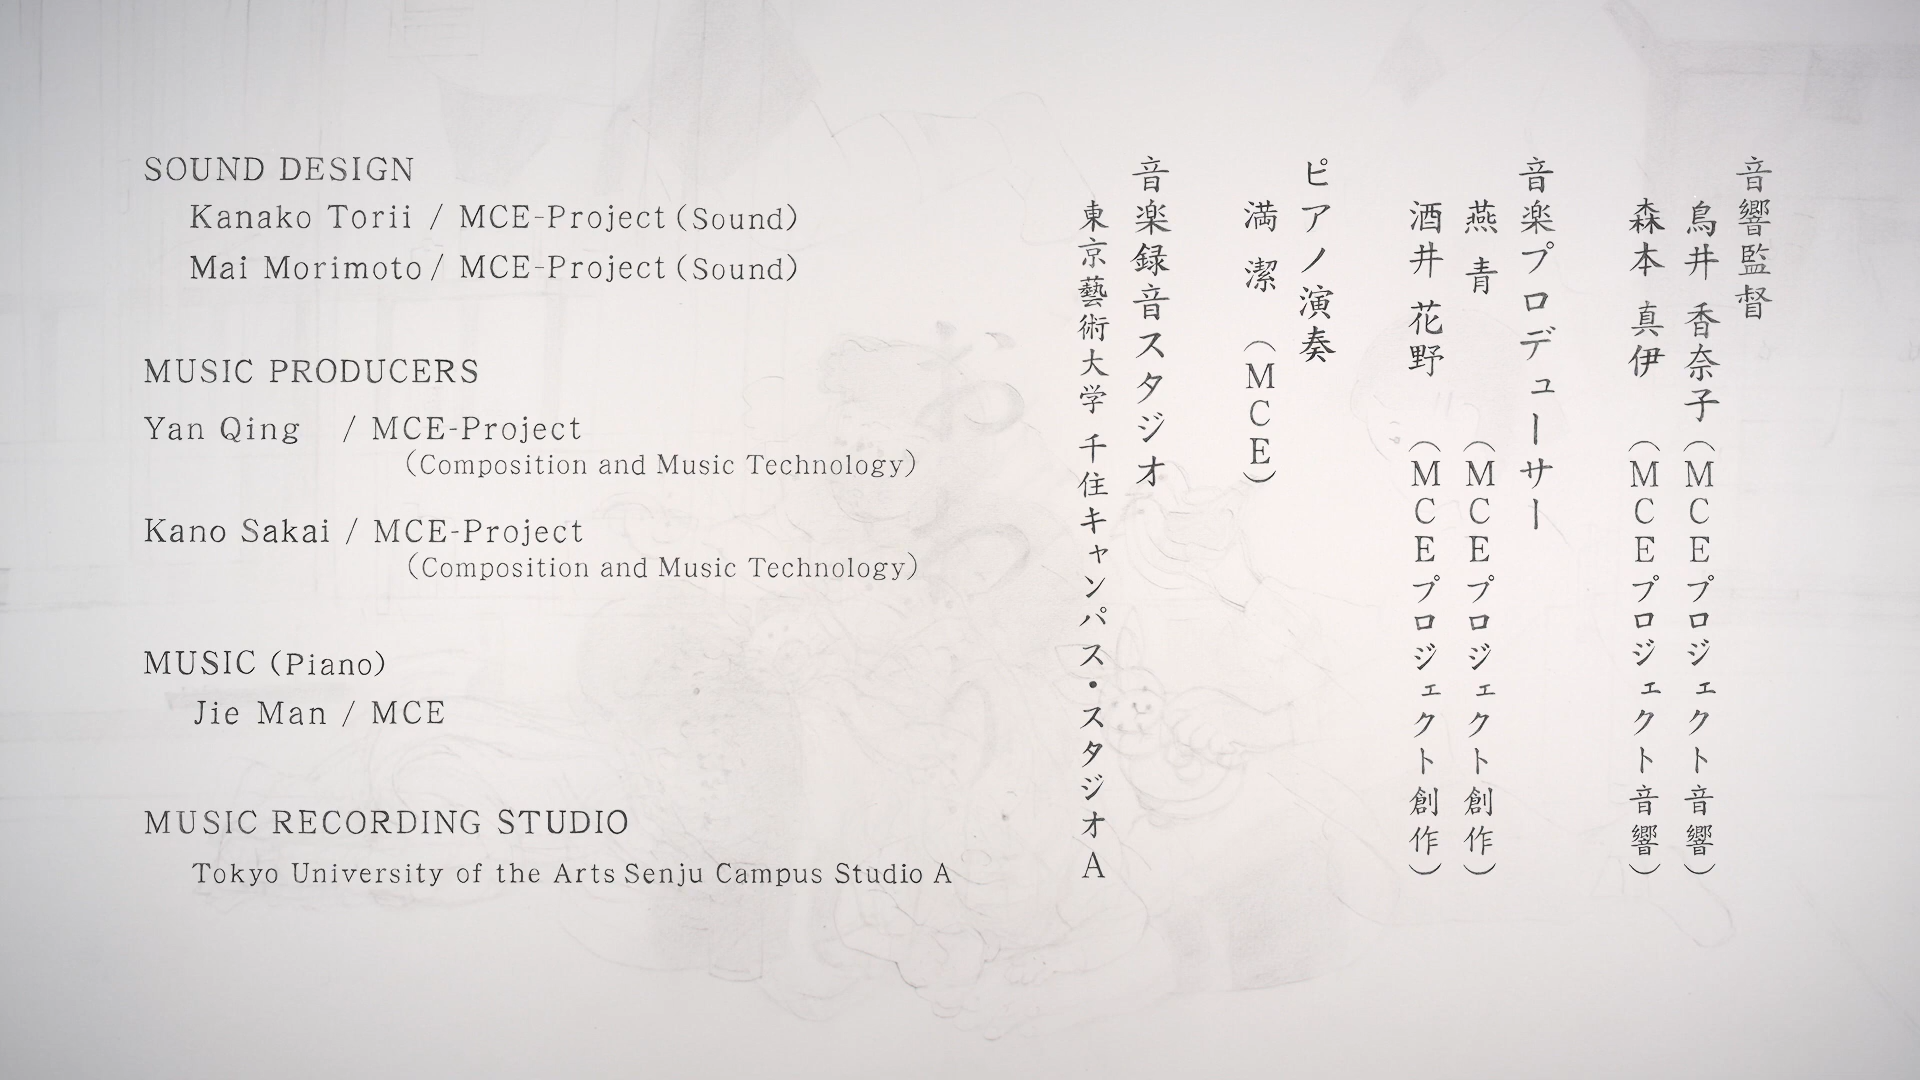 SOUND DESIGN
Kanako Torii / MCE-Project (Sound)
Mai Morimoto / MCE-Project (Sound)
MUSIC PRODUCERS
Yan Qing / MCE-Project
(Composition and Music Technology)
Kano Sakai / MCE-Project
(Composition and Music Technology)
MUSIC (Piano)
Jie Man / MCE
MUSIC RECORDING STUDIO
Tokyo University of the Arts Senju Campus Studio A
音響監督
鳥井 香奈子 (MCEプロジェクト音響)
森本 真伊 (MCEプロジェクト音響)
音楽プロデューサー
燕 青 (MCEプロジェクト創作)
酒井 花野 (MCEプロジェクト創作)
ピアノ演奏
満 潔 (MCE)
音楽録音スタジオ
東京藝術大学 千住キャンパス・スタジオA